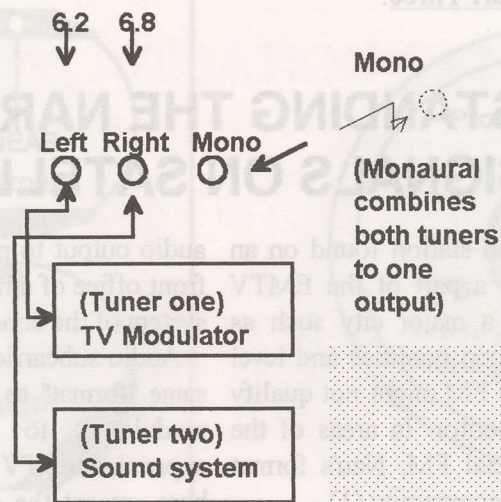 6.2 6.8
Mono
Left Right Mono
(Monaural
combines
both tuners
to one
output)
(Tuner one)
TV Modulator
(Tuner two)
Sound system